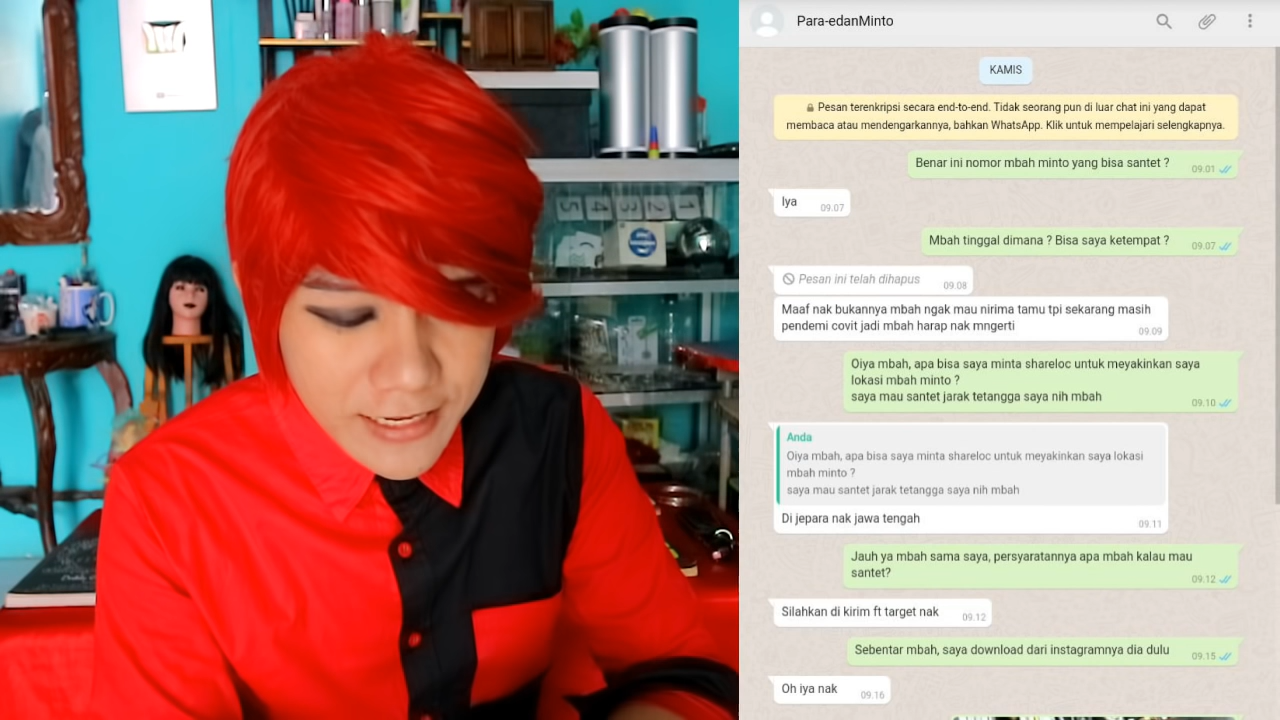 Para-edanMinto
KAMIS
Pesan terenkripsi secara end-to-end. Tidak seorang pun di luar chat ini yang dapat
membaca atau mendengarkannya, bahkan WhatsApp. Klik untuk mempelajari selengkapnya.
Benar ini nomor mbah minto yang bisa santet ?
09.01
Iya
09.07
Mbah tinggal dimana ? Bisa saya ketempat ?
09.07
Pesan ini telah dihapus
09.08
Maaf nak bukannya mbah ngak mau nirima tamu tpi sekarang masih
pendemi covit jadi mbah harap nak mngerti
09.09
Oiya mbah, apa bisa saya minta shareloc untuk meyakinkan saya
lokasi mbah minto ?
saya mau santet jarak tetangga saya nih mbah
09.10
Anda
Oiya mbah, apa bisa saya minta shareloc untuk meyakinkan saya lokasi
mbah minto ?
saya mau santet jarak tetangga saya nih mbah
Di jepara nak jawa tengah
09.11
Jauh ya mbah sama saya, persyaratannya apa mbah kalau mau
santet?
09.12
Silahkan di kirim ft target nak
09.12
Sebentar mbah, saya download dari instagramnya dia dulu
09.15
Oh iya nak
09.16
5 4 3 2 1